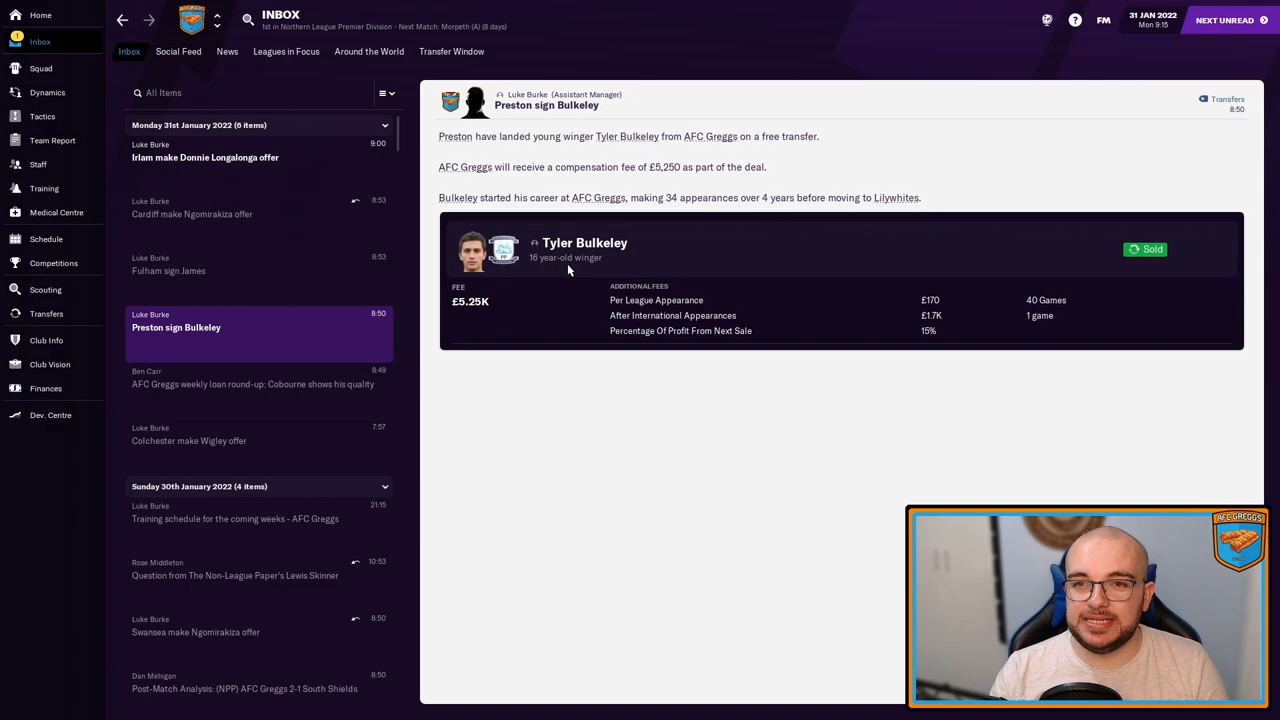 Home
Inbox
1
Squad
Dynamics
Tactics
Team Report
Staff
Training
Medical Centre
Schedule
Competitions
Scouting
Transfers
Club Info
Club Vision
Finances
Dev. Centre
INBOX
1st in Northern League Premier Division - Next Match: Morpeth (A) (8 days)
FM
31 JAN 2022
Mon 9:15
NEXT UNREAD
Inbox Social Feed News Leagues in Focus Around the World Transfer Window
All Items
Monday 31st January 2022 (6 items)
Luke Burke 9:00
Irlam make Donnie Longalonga offer
Luke Burke 8:53
Cardiff make Ngomirakiza offer
Luke Burke 8:53
Fulham sign James
Luke Burke 8:50
Preston sign Bulkeley
Ben Carr 8:49
AFC Greggs weekly loan round-up: Cobourne shows his quality
Luke Burke 7:57
Colchester make Wigley offer
Sunday 30th January 2022 (4 items)
Luke Burke 21:15
Training schedule for the coming weeks - AFC Greggs
Rose Middleton 10:53
Question from The Non-League Paper's Lewis Skinner
Luke Burke 8:50
Swansea make Ngomirakiza offer
Dan Mehigan 8:50
Post-Match Analysis: (NPP) AFC Greggs 2-1 South Shields
Luke Burke (Assistant Manager)
Preston sign Bulkeley
Transfers
8:50
Preston have landed young winger Tyler Bulkeley from AFC Greggs on a free transfer.
AFC Greggs will receive a compensation fee of £5,250 as part of the deal.
Bulkeley started his career at AFC Greggs, making 34 appearances over 4 years before moving to Lilywhites.
Tyler Bulkeley
16 year-old winger
Sold
FEE
£5.25K
ADDITIONAL FEES
Per League Appearance £170 40 Games
After International Appearances £1.7K 1 game
Percentage Of Profit From Next Sale 15%
AFC GREGGS